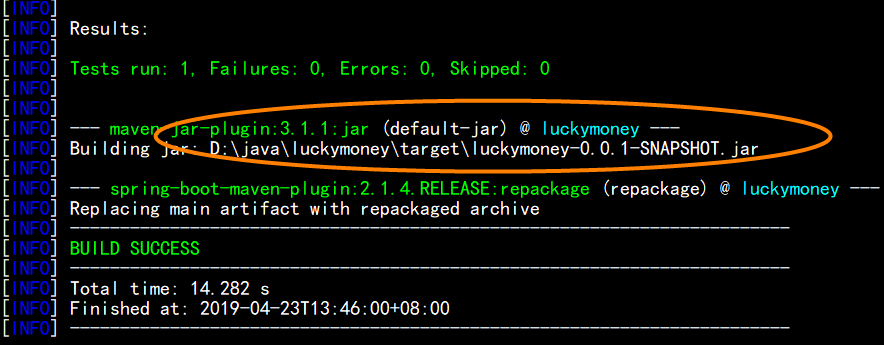 [INFO]
[INFO] Results:
[INFO]
[INFO] Tests run: 1, Failures: 0, Errors: 0, Skipped: 0
[INFO]
[INFO]
[INFO] --- maven-jar-plugin:3.1.1:jar (default-jar) @ luckymoney ---
[INFO] Building jar: D:\java\luckymoney\target\luckymoney-0.0.1-SNAPSHOT.jar
[INFO]
[INFO] --- spring-boot-maven-plugin:2.1.4.RELEASE:repackage (repackage) @ luckymoney ---
[INFO] Replacing main artifact with repackaged archive
[INFO] ------------------------------------------------------------------------
[INFO] BUILD SUCCESS
[INFO] ------------------------------------------------------------------------
[INFO] Total time: 14.282 s
[INFO] Finished at: 2019-04-23T13:46:00+08:00
[INFO] ------------------------------------------------------------------------